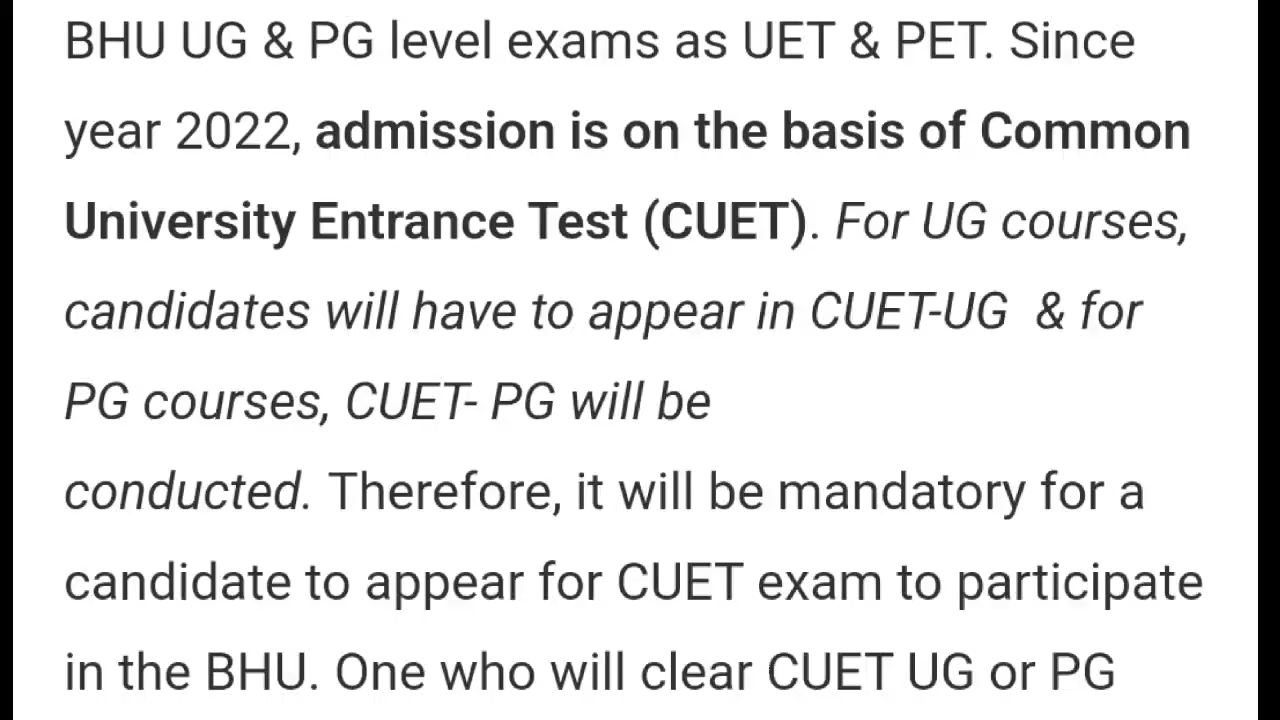 BHU UG & PG level exams as UET & PET. Since
year 2022, admission is on the basis of Common
University Entrance Test (CUET). For UG courses,
candidates will have to appear in CUET-UG & for
PG courses, CUET- PG will be
conducted. Therefore, it will be mandatory for a
candidate to appear for CUET exam to participate
in the BHU. One who will clear CUET UG or PG